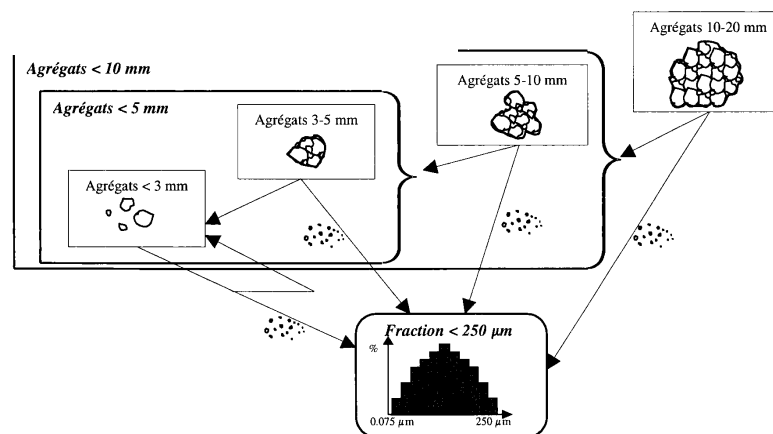 Agrégats 10-20 mm
Agrégats < 10 mm
Agrégats 5-10 mm
Agrégats < 5 mm
Agrégats 3-5 mm
Agrégats < 3 mm
Fraction < 250 µm
%
0.075 µm
250 µm